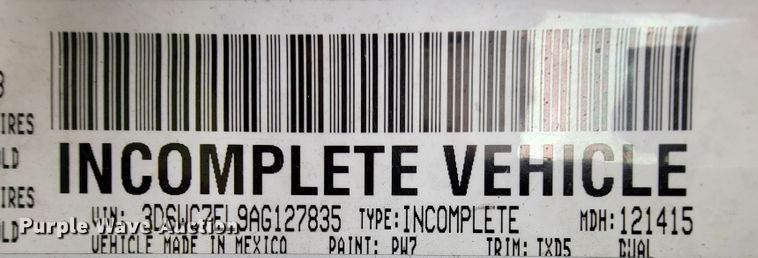 INCOMPLETE VEHICLE
VIN: 3D6WC7EL9AG127835 TYPE: INCOMPLETE MDH: 121415
VEHICLE MADE IN MEXICO PAINT: PW7 TRIM: TXD5 DUAL
IRES
LD
IRES
LD
Purple Wave Auction